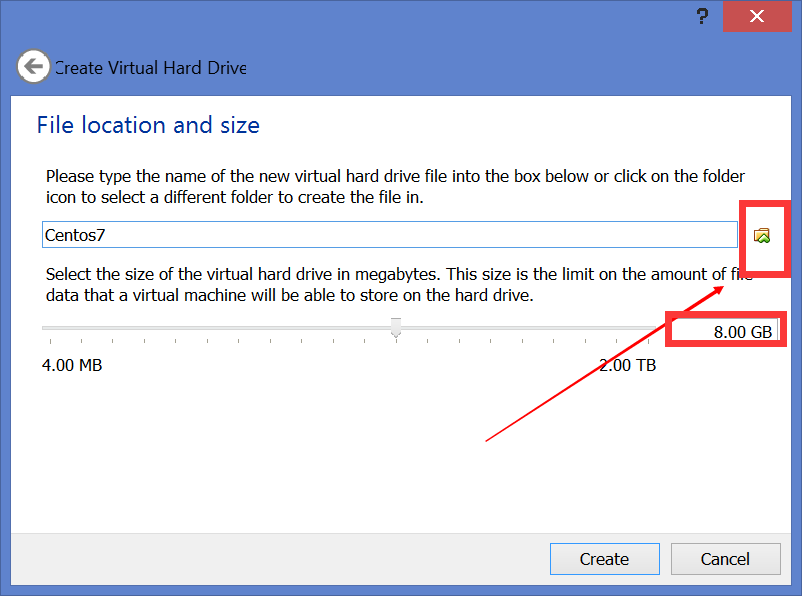 ?
Create Virtual Hard Drive
File location and size
Please type the name of the new virtual hard drive file into the box below or click on the folder
icon to select a different folder to create the file in.
Centos7
Select the size of the virtual hard drive in megabytes. This size is the limit on the amount of file
data that a virtual machine will be able to store on the hard drive.
8.00 GB
4.00 MB 2.00 TB
Create Cancel